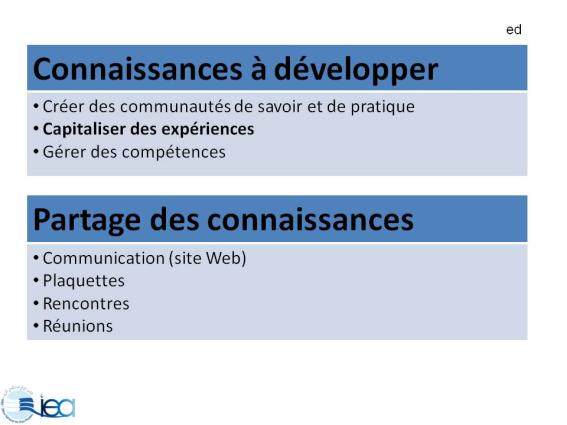 ed
Connaissances à développer
• Créer des communautés de savoir et de pratique
• Capitaliser des expériences
• Gérer des compétences
Partage des connaissances
• Communication (site Web)
• Plaquettes
• Rencontres
• Réunions
iea